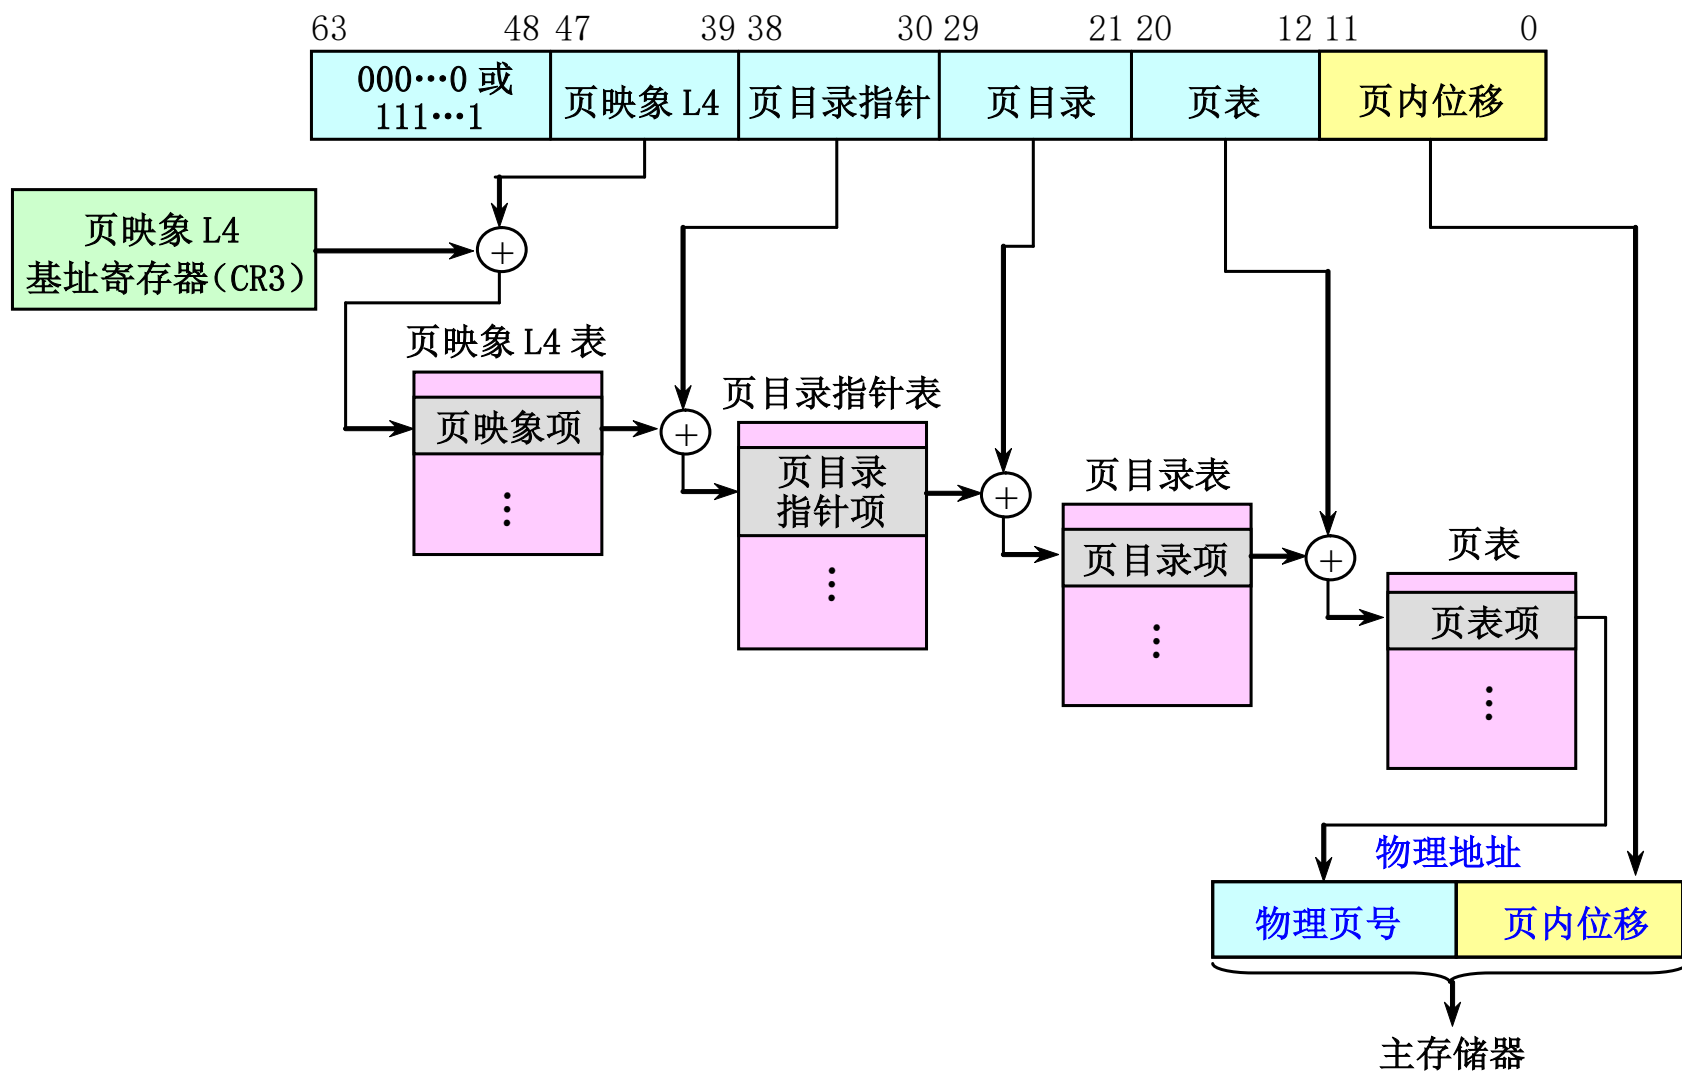 63 48 47 39 38 30 29 21 20 12 11 0
000…0 或
111…1
页映象 L4
页目录指针
页目录
页表
页内位移
页映象 L4
基址寄存器(CR3)
+
页映象 L4 表
页映象项
⋮
+
页目录指针表
页目录
指针项
⋮
+
页目录表
页目录项
⋮
+
页表
页表项
⋮
物理地址
物理页号
页内位移
主存储器